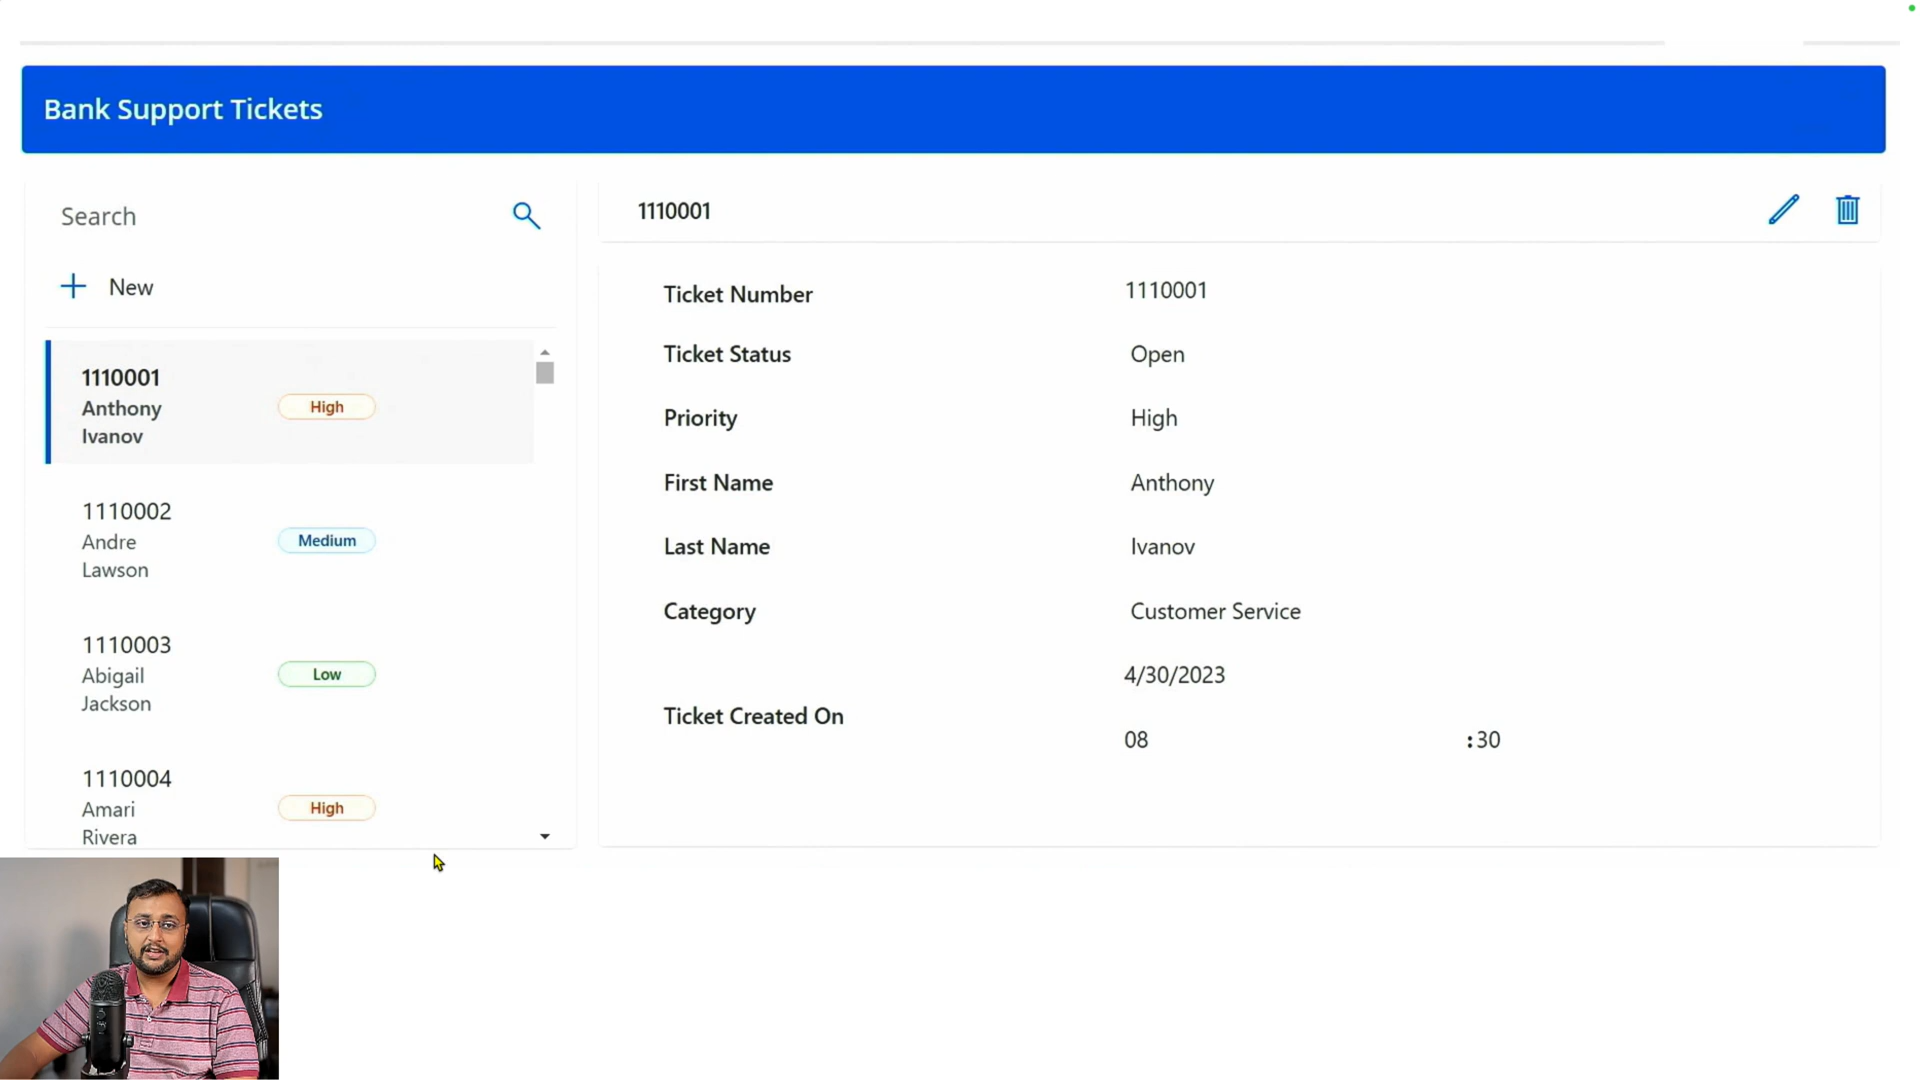 Bank Support Tickets
Search
New
1110001
Anthony
Ivanov
High
1110002
Andre
Lawson
Medium
1110003
Abigail
Jackson
Low
1110004
Amari
Rivera
High
1110001
Ticket Number 1110001
Ticket Status Open
Priority High
First Name Anthony
Last Name Ivanov
Category Customer Service
Ticket Created On
4/30/2023
08 :30